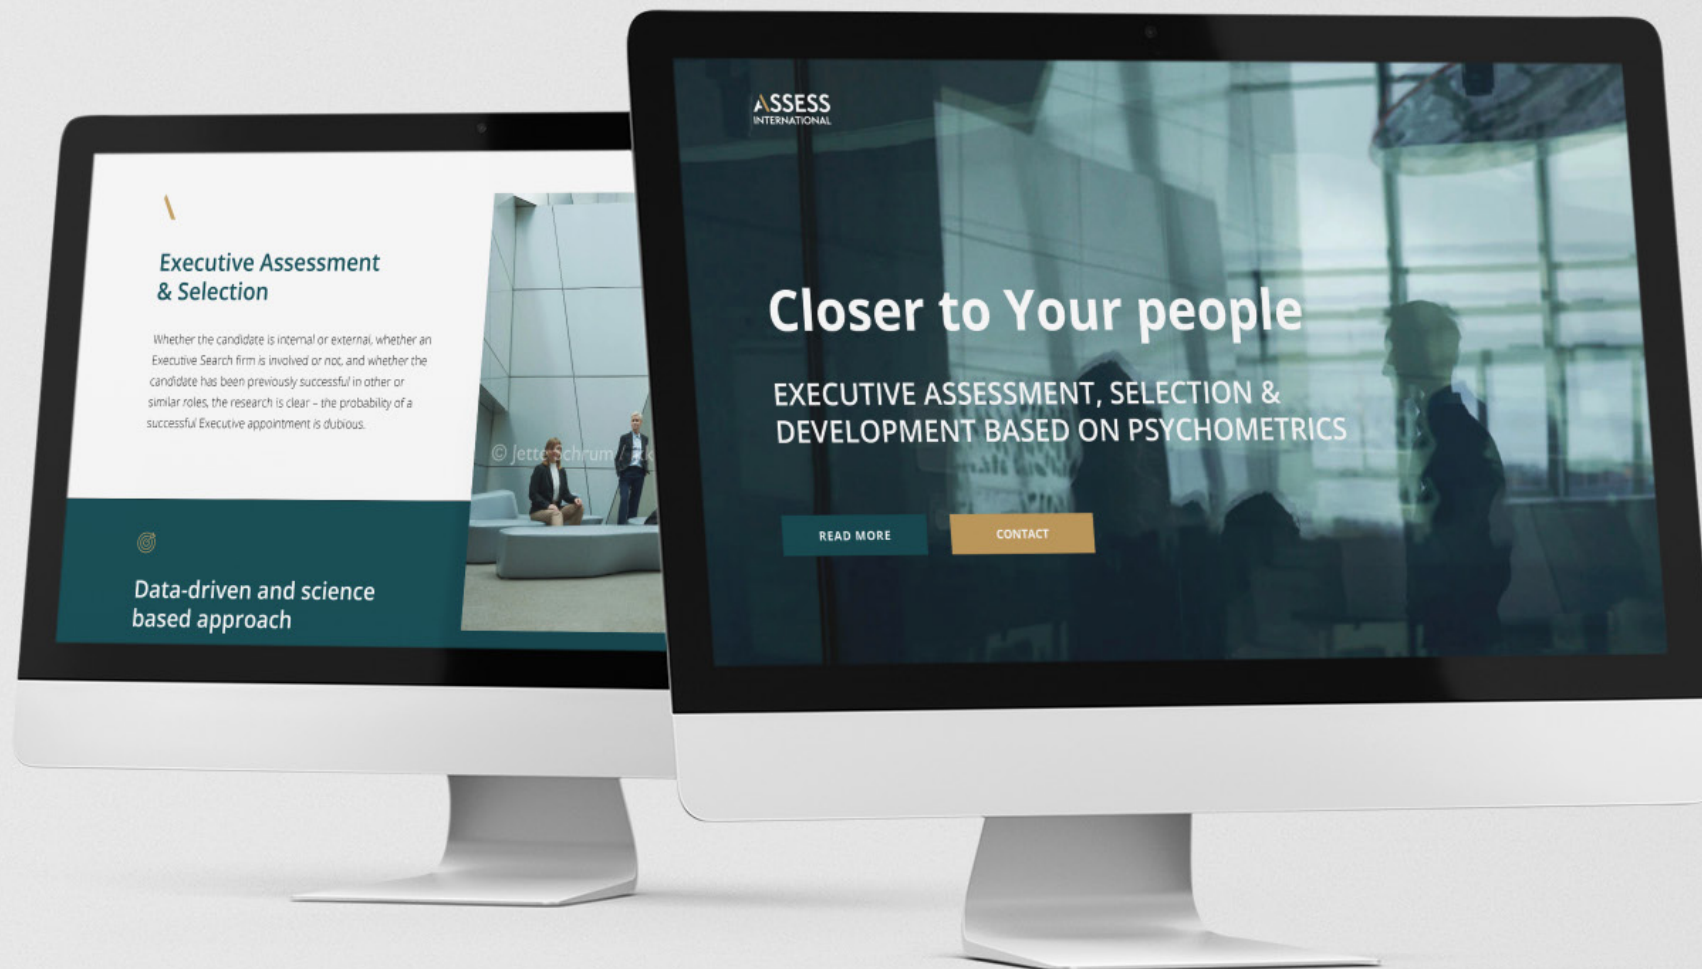 Executive Assessment
& Selection
Whether the candidate is internal or external, whether an
Executive Search firm is involved or not, and whether the
candidate has been previously successful in other or
similar roles, the research is clear – the probability of a
successful Executive appointment is dubious.
© Jette Schrum /
Data-driven and science
based approach
ASSESS
INTERNATIONAL
Closer to Your people
EXECUTIVE ASSESSMENT, SELECTION &
DEVELOPMENT BASED ON PSYCHOMETRICS
READ MORE
CONTACT